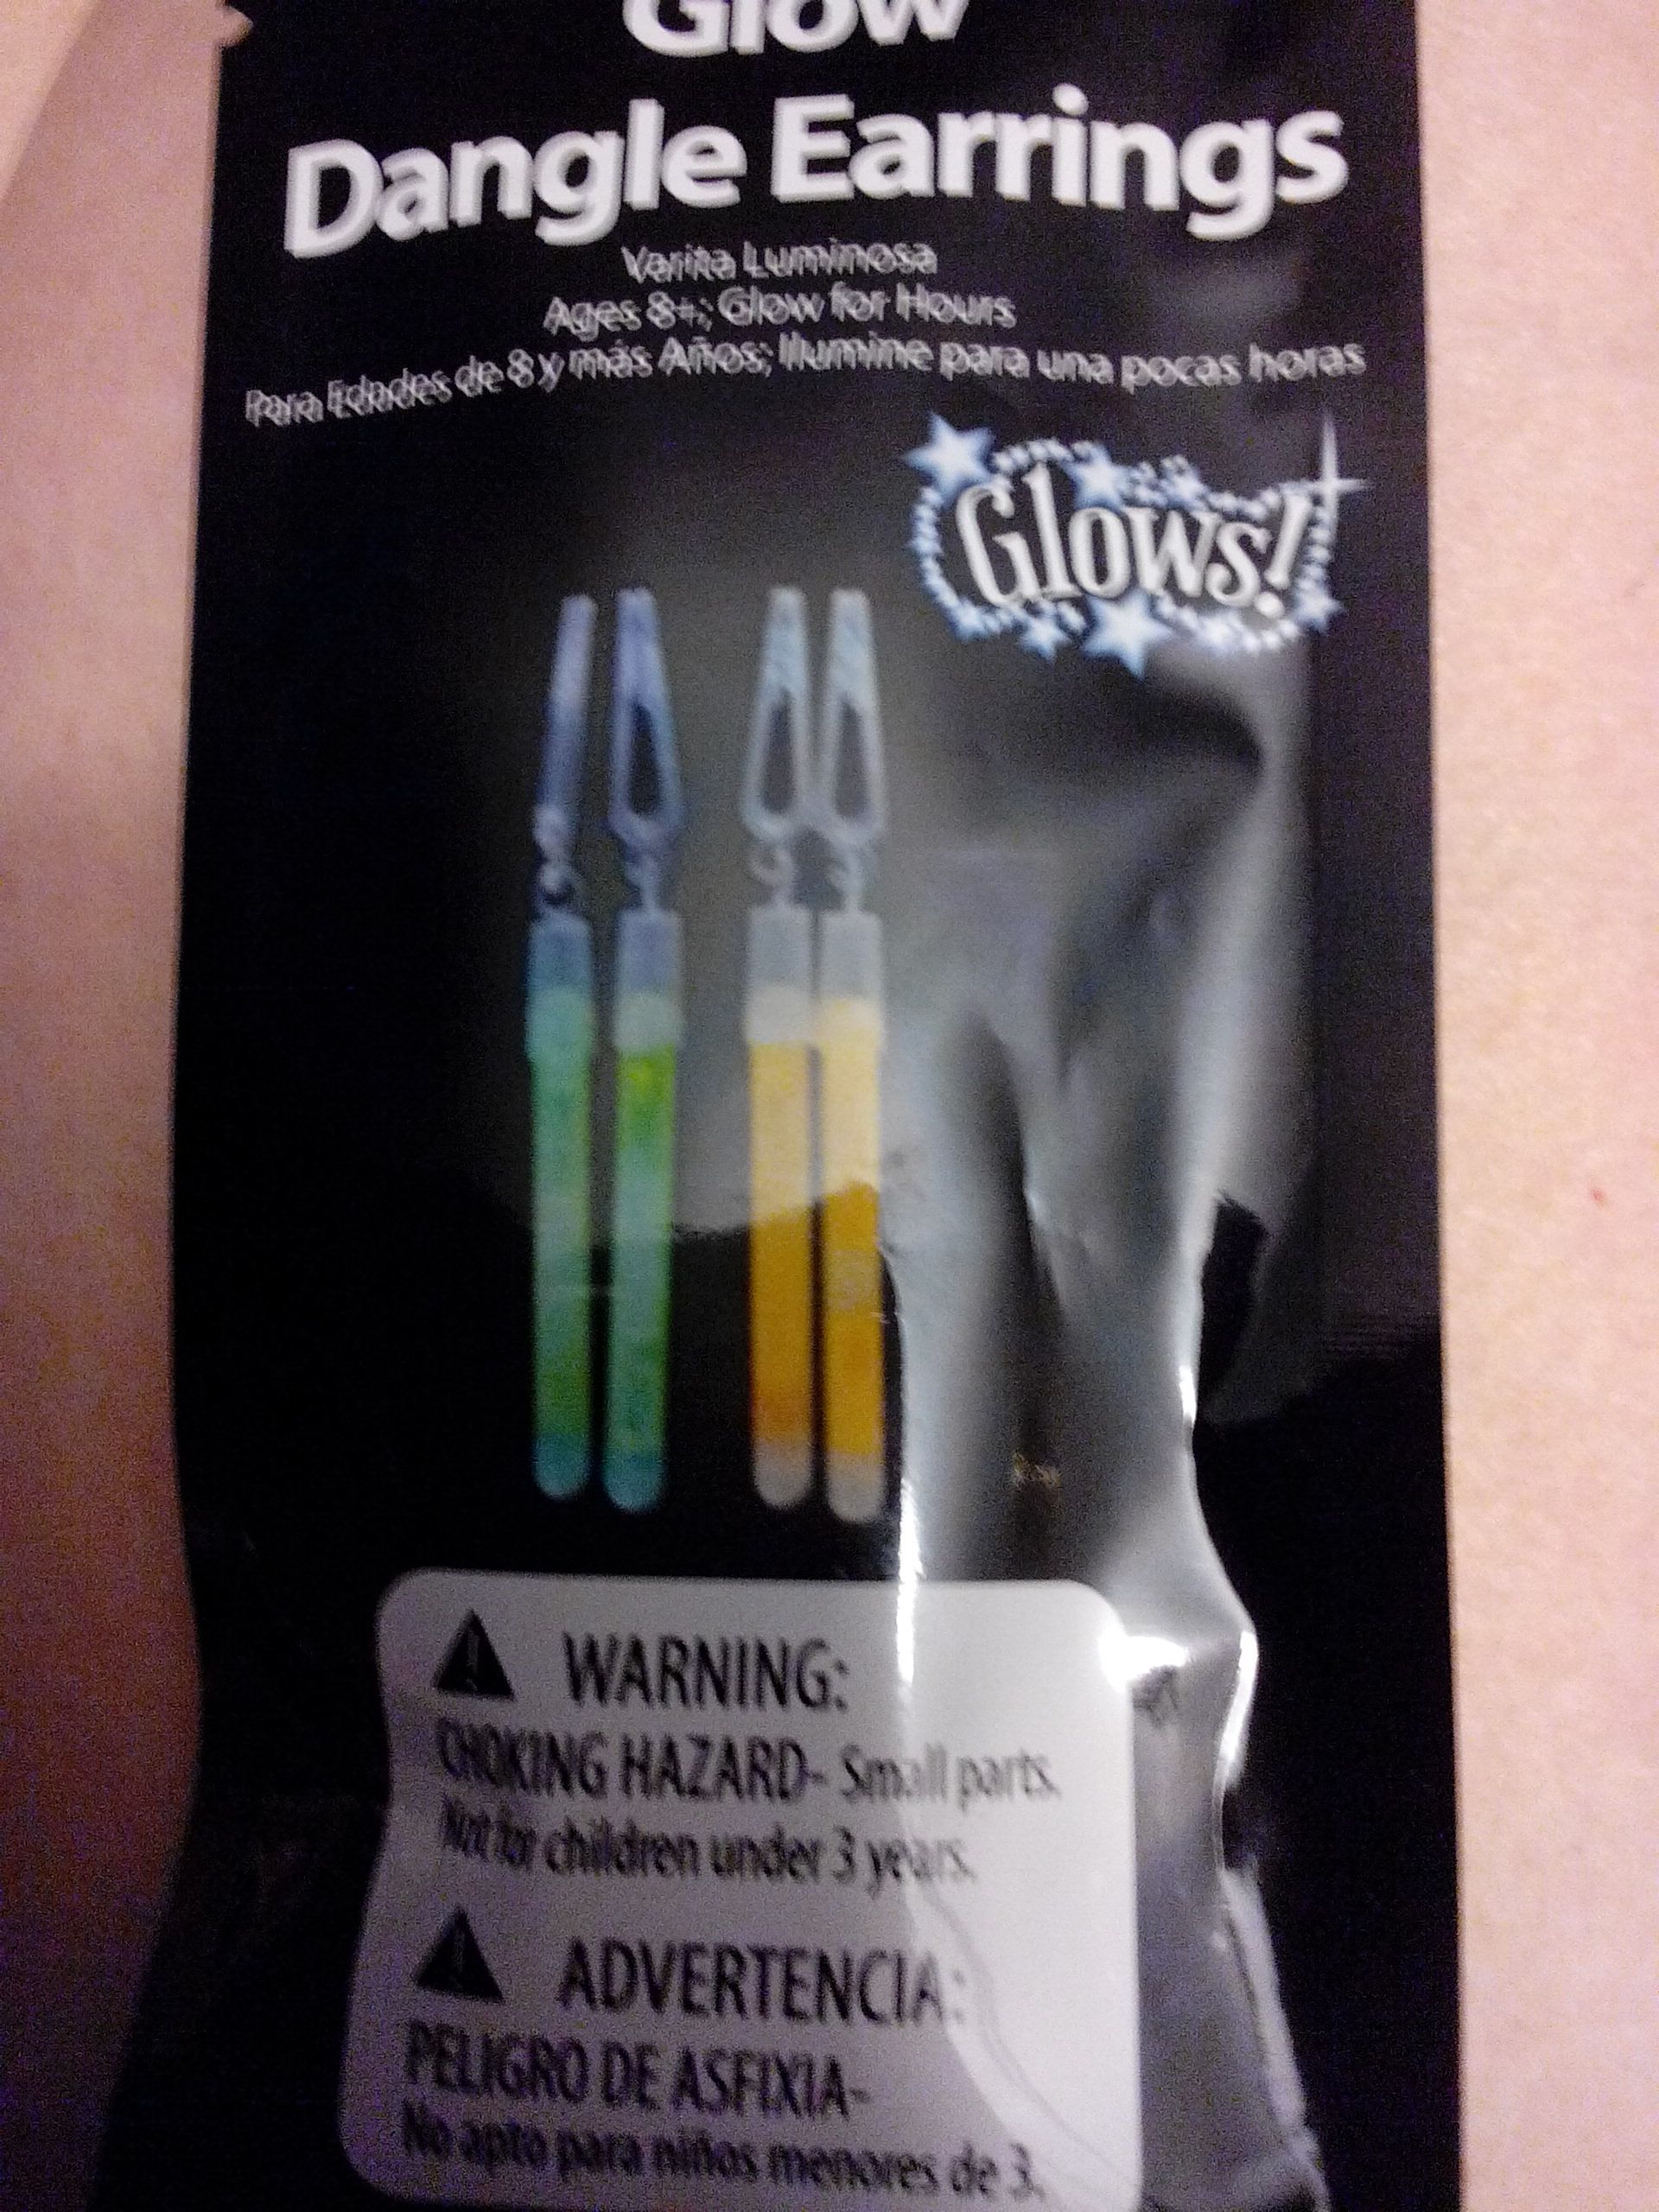 Glow
Dangle Earrings
Varita Luminosa
Ages 8+; Glow for Hours
Para Edades de 8 y más Años; Ilumine para una pocas horas
Glows!
WARNING:
CHOKING HAZARD- Small parts.
Not for children under 3 years.
ADVERTENCIA:
PELIGRO DE ASFIXIA-
No apto para niños menores de 3.